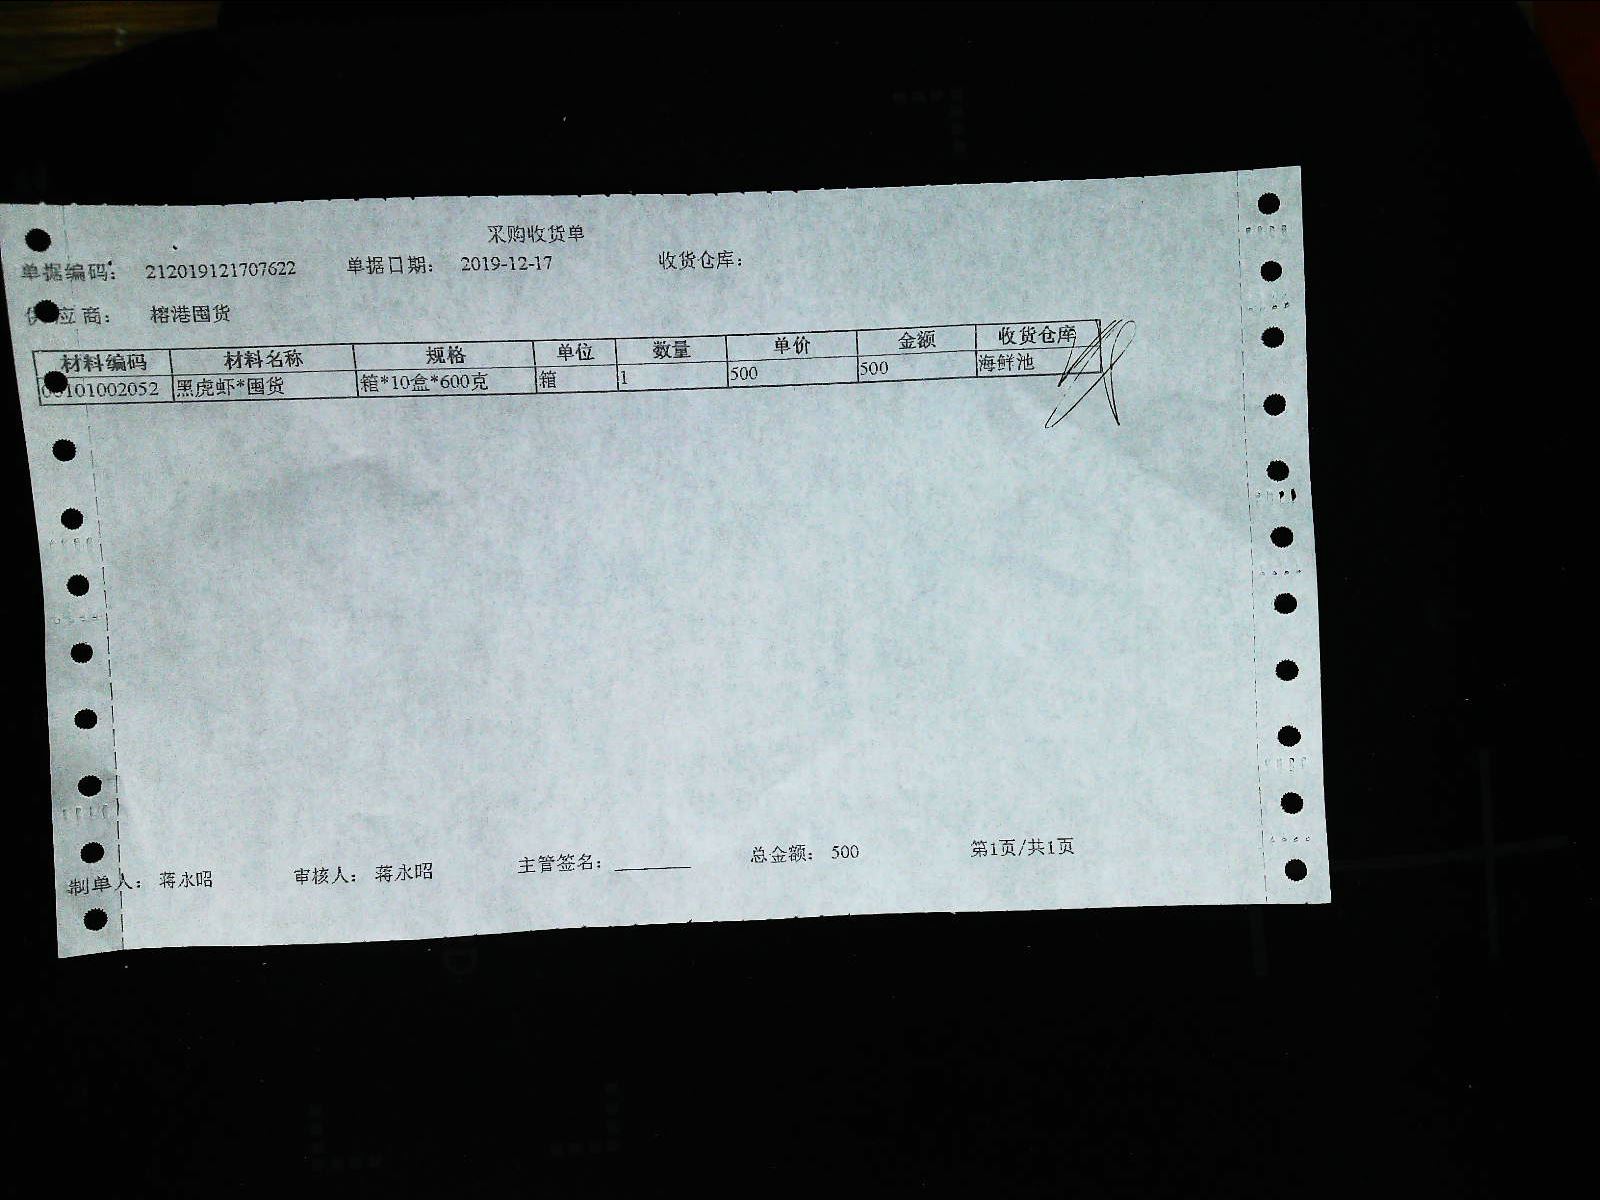 采购收货单
单据编码: 212019121707622 单据日期: 2019-12-17 收货仓库:
供应商: 榕港囤货
材料编码 材料名称 规格 单位 数量 单价 金额 收货仓库
黑虎虾*囤货 箱*10盒*600克 箱 1 500 500 海鲜池
制单人: 蒋永昭 审核人: 蒋永昭 主管签名: 总金额: 500 第1页/共1页